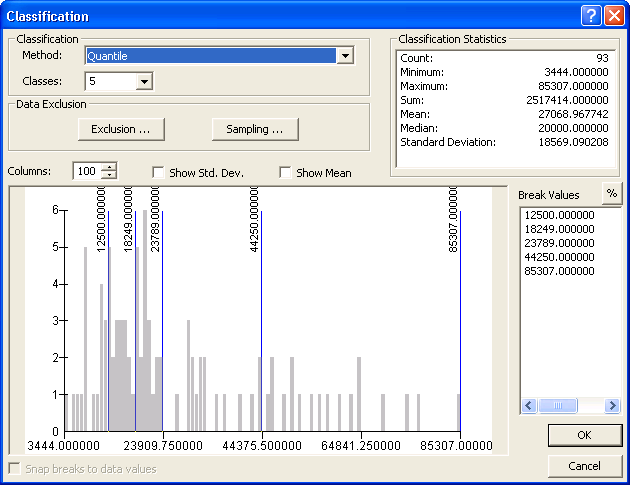 Classification
Classification
Method: Quantile
Classes: 5
Data Exclusion
Exclusion ...
Sampling ...
Classification Statistics
Count: 93
Minimum: 3444.000000
Maximum: 85307.000000
Sum: 2517414.000000
Mean: 27068.967742
Median: 20000.000000
Standard Deviation: 18569.090208
Columns: 100
Show Std. Dev.
Show Mean
Break Values
%
12500.000000
18249.000000
23789.000000
44250.000000
85307.000000
12500.000000
18249.000000
23789.000000
44250.000000
85307.000000
6
5
4
3
2
1
0
3444.000000 23909.750000 44375.500000 64841.250000 85307.00000
Snap breaks to data values
OK
Cancel